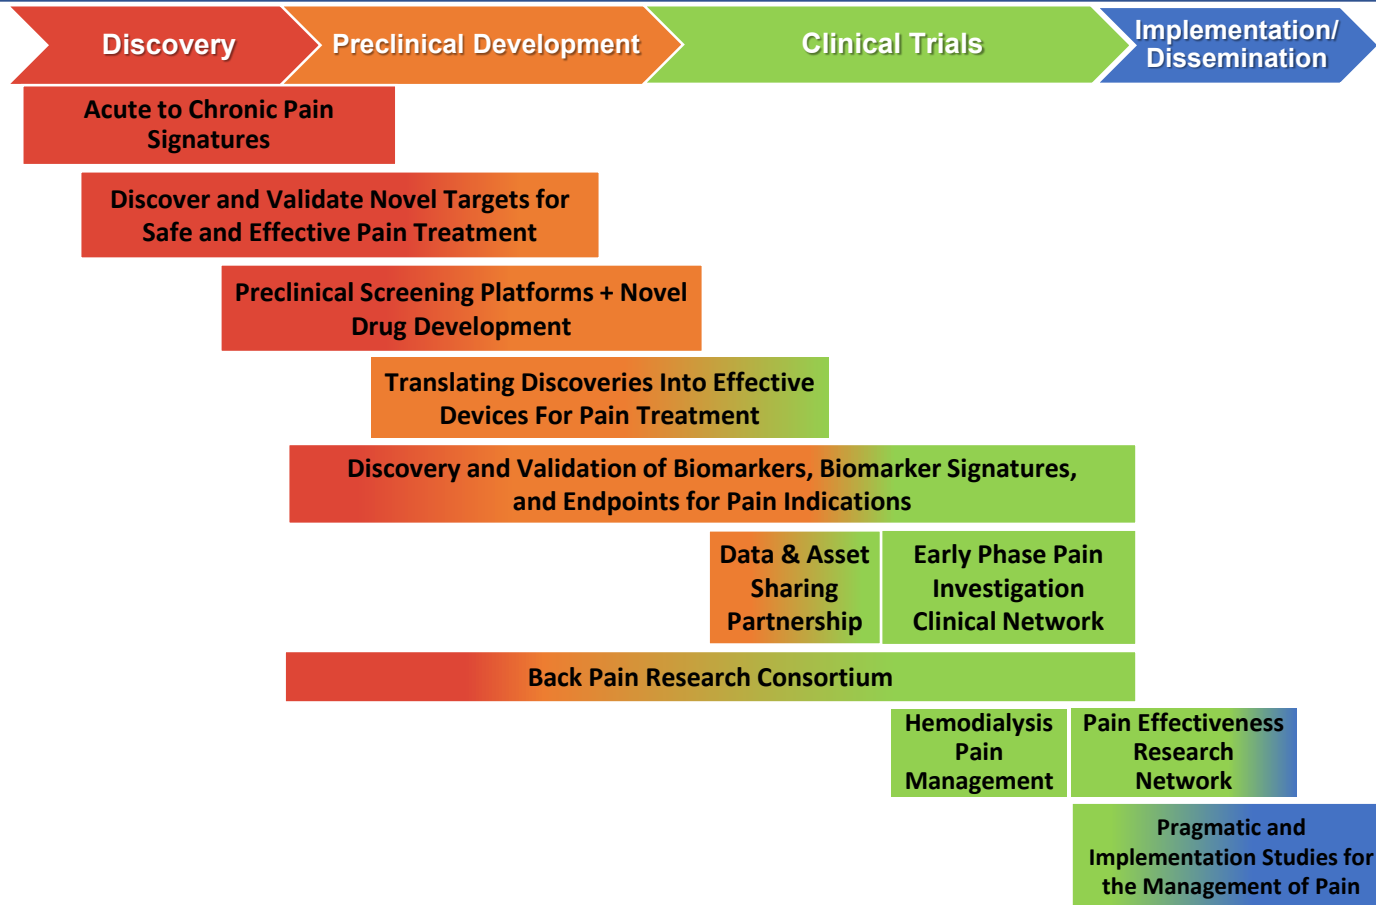 Discovery
Preclinical Development
Clinical Trials
Implementation/
Dissemination
Acute to Chronic Pain
Signatures
Discover and Validate Novel Targets for
Safe and Effective Pain Treatment
Preclinical Screening Platforms + Novel
Drug Development
Translating Discoveries Into Effective
Devices For Pain Treatment
Discovery and Validation of Biomarkers, Biomarker Signatures,
and Endpoints for Pain Indications
Data & Asset
Sharing
Partnership
Early Phase Pain
Investigation
Clinical Network
Back Pain Research Consortium
Hemodialysis
Pain
Management
Pain Effectiveness
Research
Network
Pragmatic and
Implementation Studies for
the Management of Pain